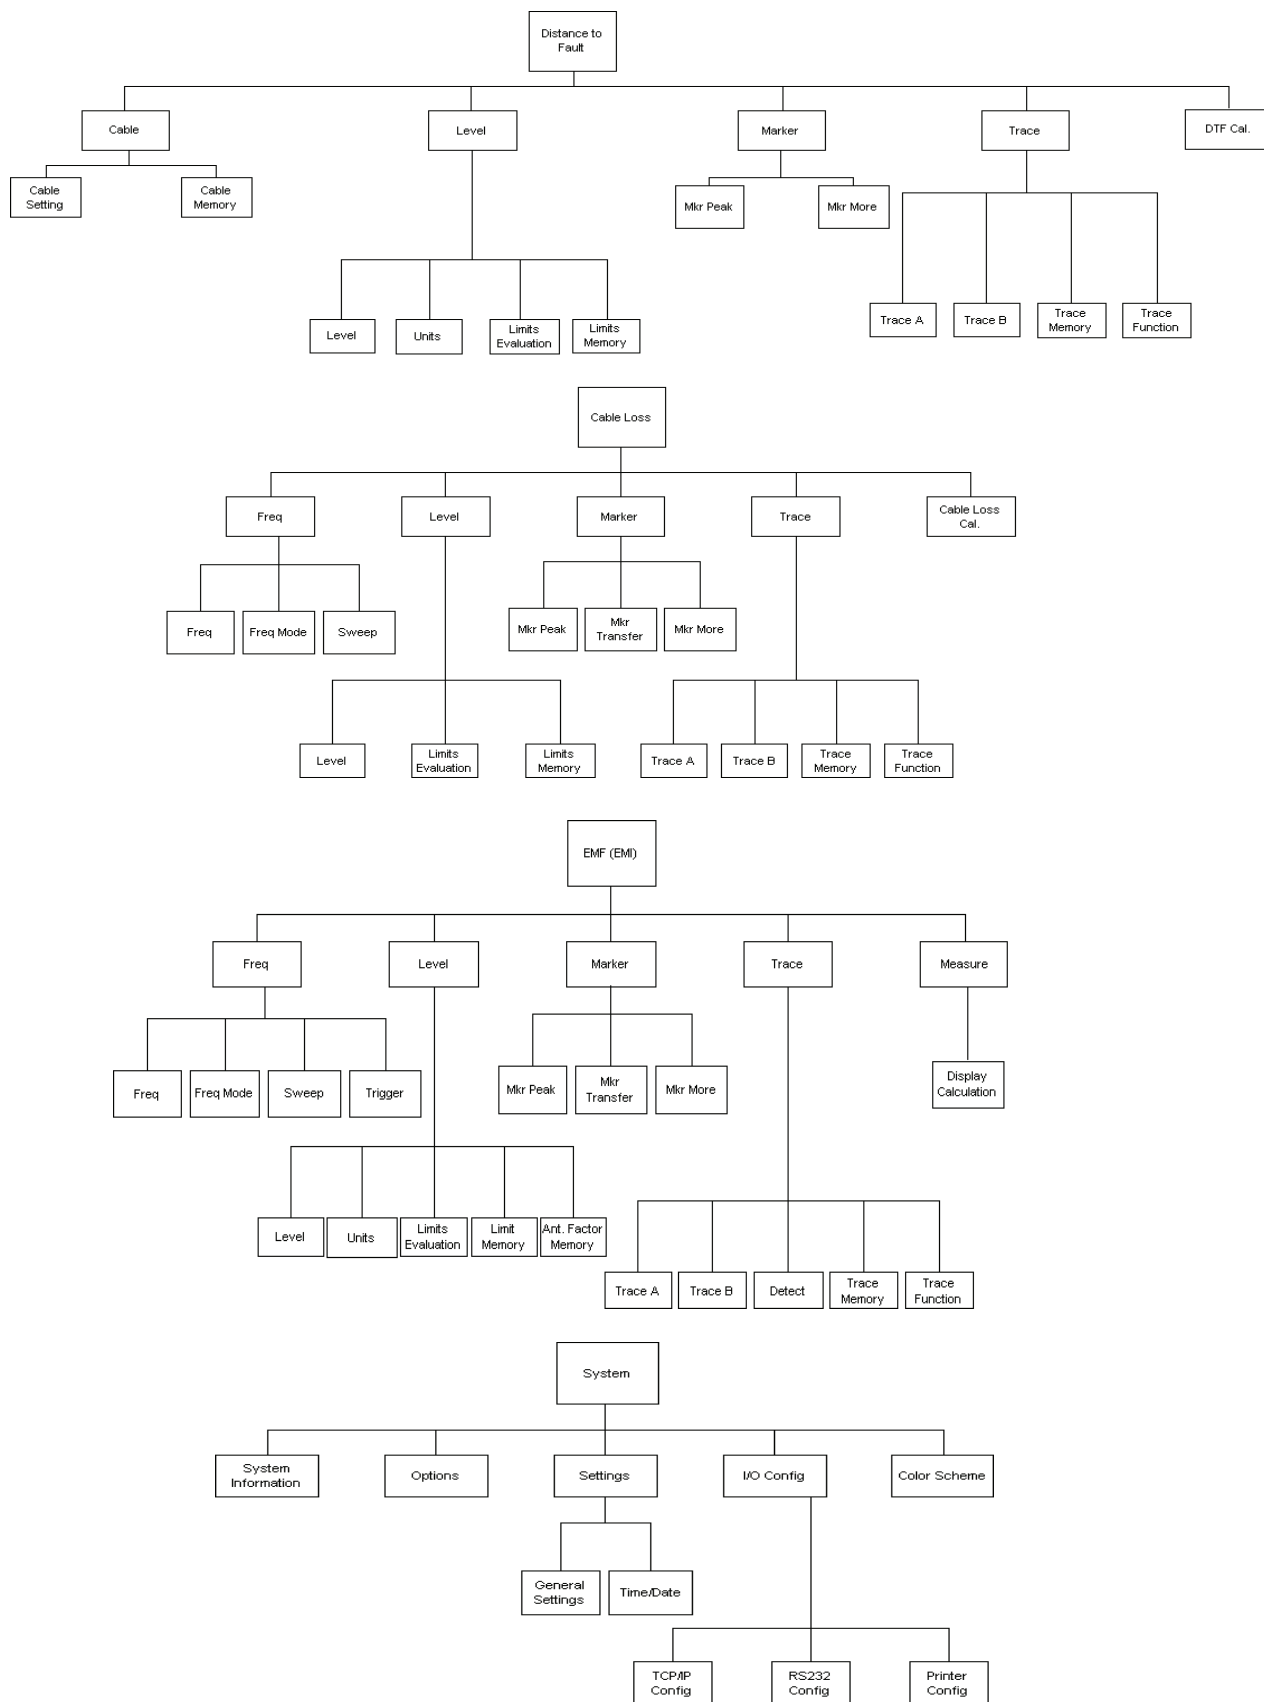 Distance to
Fault
Cable
Level
Marker
Trace
DTF Cal.
Cable
Setting
Cable
Memory
Mkr Peak
Mkr More
Level
Units
Limits
Evaluation
Limits
Memory
Trace A
Trace B
Trace
Memory
Trace
Function
Cable Loss
Freq
Level
Marker
Trace
Cable Loss
Cal.
Freq
Freq Mode
Sweep
Mkr Peak
Mkr
Transfer
Mkr More
Level
Limits
Evaluation
Limits
Memory
Trace A
Trace B
Trace
Memory
Trace
Function
EMF (EMI)
Freq
Level
Marker
Trace
Measure
Freq
Freq Mode
Sweep
Trigger
Mkr Peak
Mkr
Transfer
Mkr More
Display
Calculation
Level
Units
Limits
Evaluation
Limit
Memory
Ant. Factor
Memory
Trace A
Trace B
Detect
Trace
Memory
Trace
Function
System
System
Information
Options
Settings
I/O Config
Color Scheme
General
Settings
Time/Date
TCP/IP
Config
RS232
Config
Printer
Config